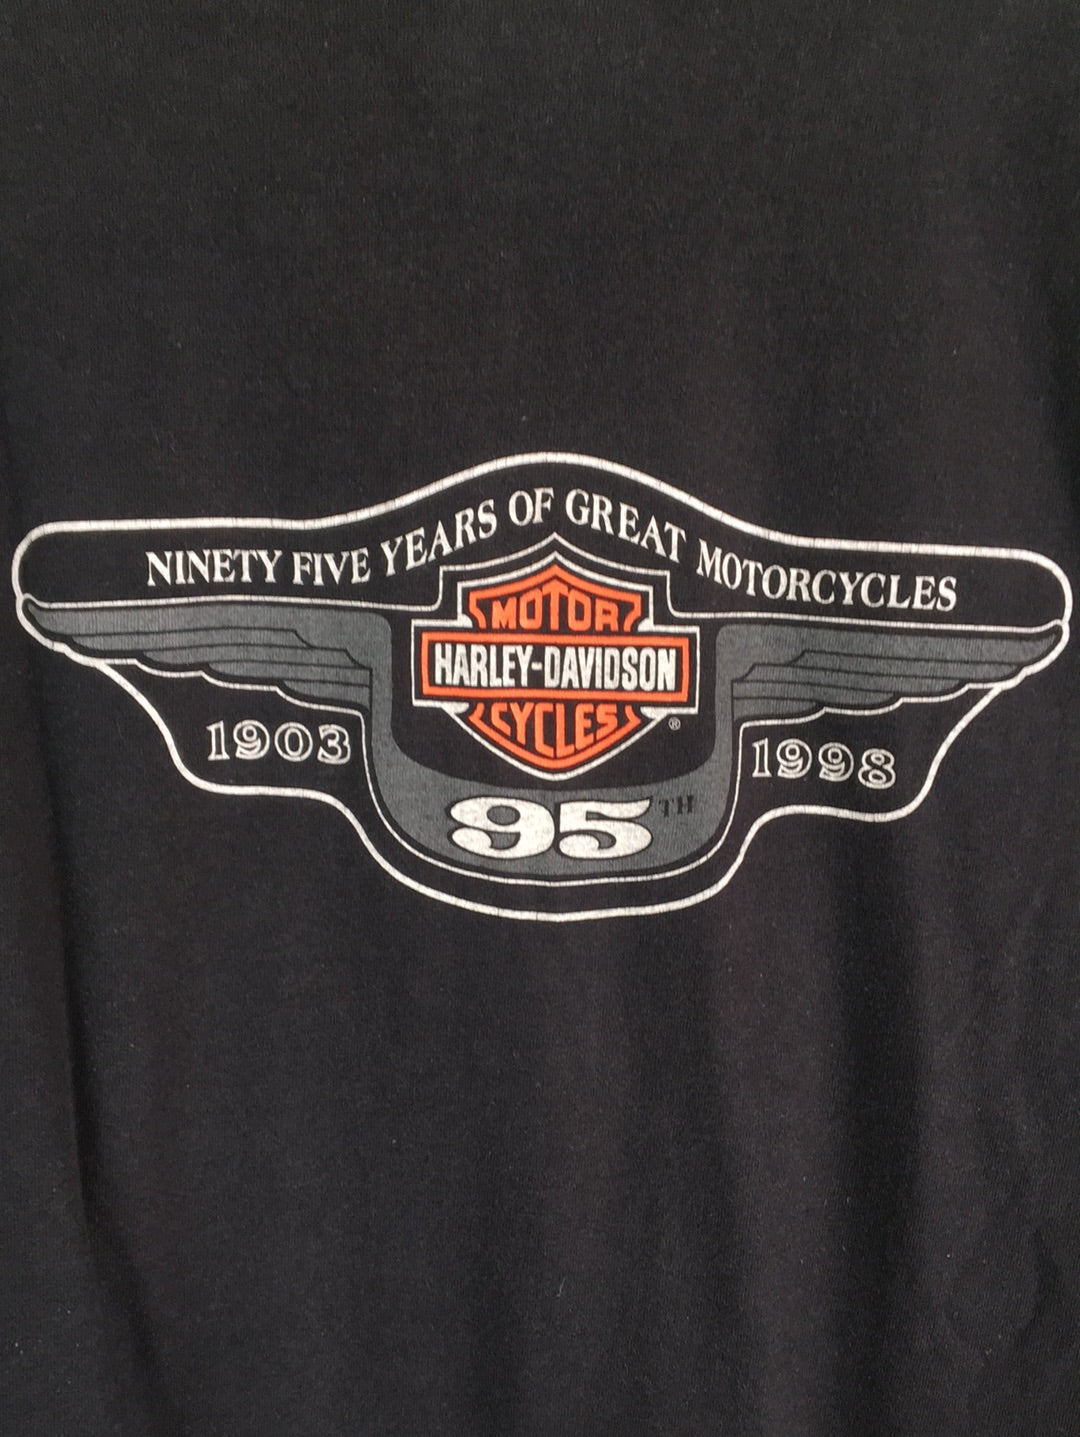 NINETY FIVE YEARS OF GREAT MOTORCYCLES
MOTOR
HARLEY-DAVIDSON
CYCLES
®
1903
1998
95TH